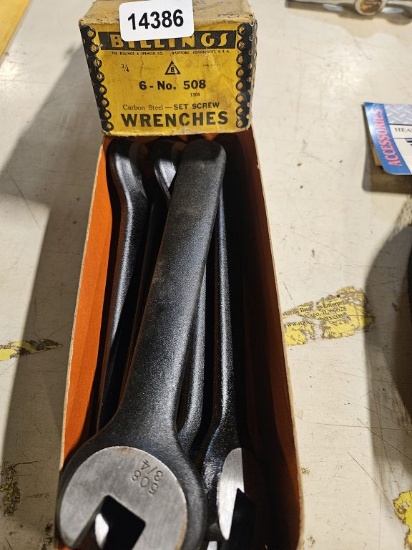 14386
BILLINGS
3/4
B
6 - No. 508
Carbon Steel — SET SCREW
WRENCHES
ACCESSORIES
508
3/4